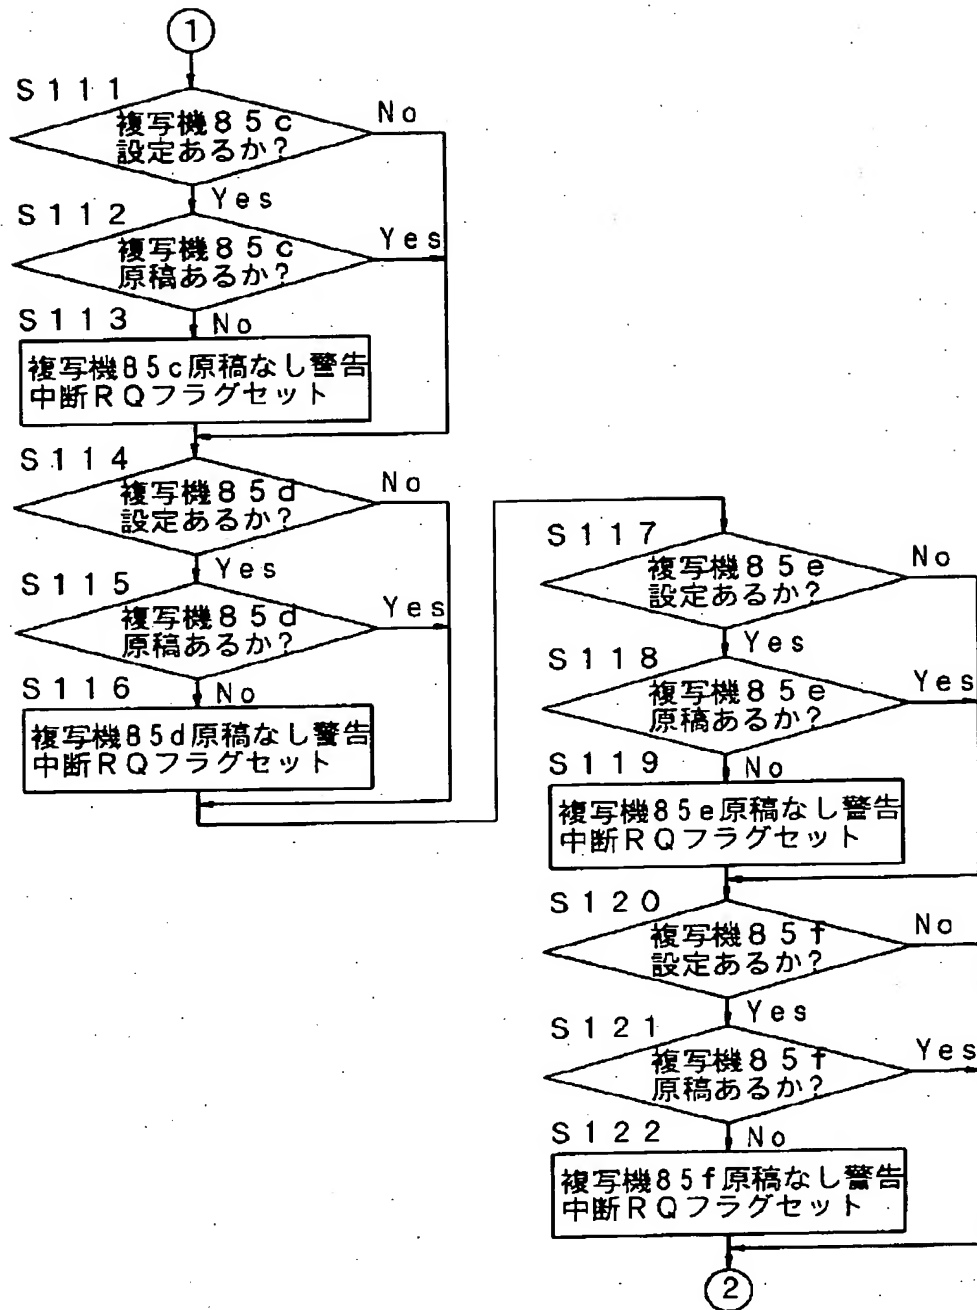 1
S111
No
複写機85c
設定あるか?
Yes
S112
Yes
複写機85c
原稿あるか?
No
S113
複写機85c原稿なし警告
中断RQフラグセット
S114
No
複写機85d
設定あるか?
Yes
S115
Yes
複写機85d
原稿あるか?
No
S116
複写機85d原稿なし警告
中断RQフラグセット
S117
No
複写機85e
設定あるか?
Yes
S118
Yes
複写機85e
原稿あるか?
No
S119
複写機85e原稿なし警告
中断RQフラグセット
S120
No
複写機85f
設定あるか?
Yes
S121
Yes
複写機85f
原稿あるか?
No
S122
複写機85f原稿なし警告
中断RQフラグセット
2